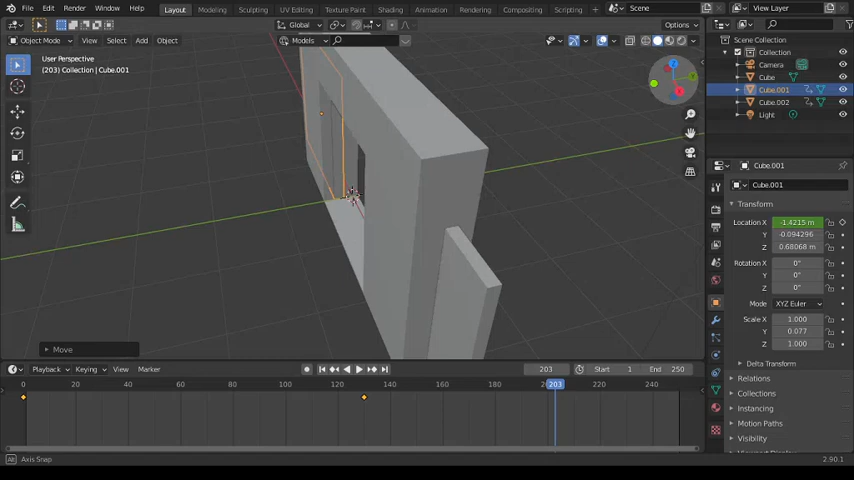 File Edit Render Window Help Layout Modeling Sculpting UV Editing Texture Paint Shading Animation Rendering Compositing Scripting Scene View Layer
Global Options
Object Mode View Select Add Object Models
User Perspective
(203) Collection | Cube.001
Scene Collection
Collection
Camera
Cube
Cube.001
Cube.002
Light
Cube.001
Cube.001
Transform
Location X -1.4215 m
Y -0.094296
Z 0.68068 m
Rotation X 0°
Y 0°
Z 0°
Mode XYZ Euler
Scale X 1.000
Y 0.077
Z 1.000
Delta Transform
Relations
Collections
Instancing
Motion Paths
Visibility
Viewport Display
Move
Playback Keying View Marker 203 Start 1 End 250
0 20 40 60 80 100 120 140 160 180 203 220 240
Axis Snap 2.90.1